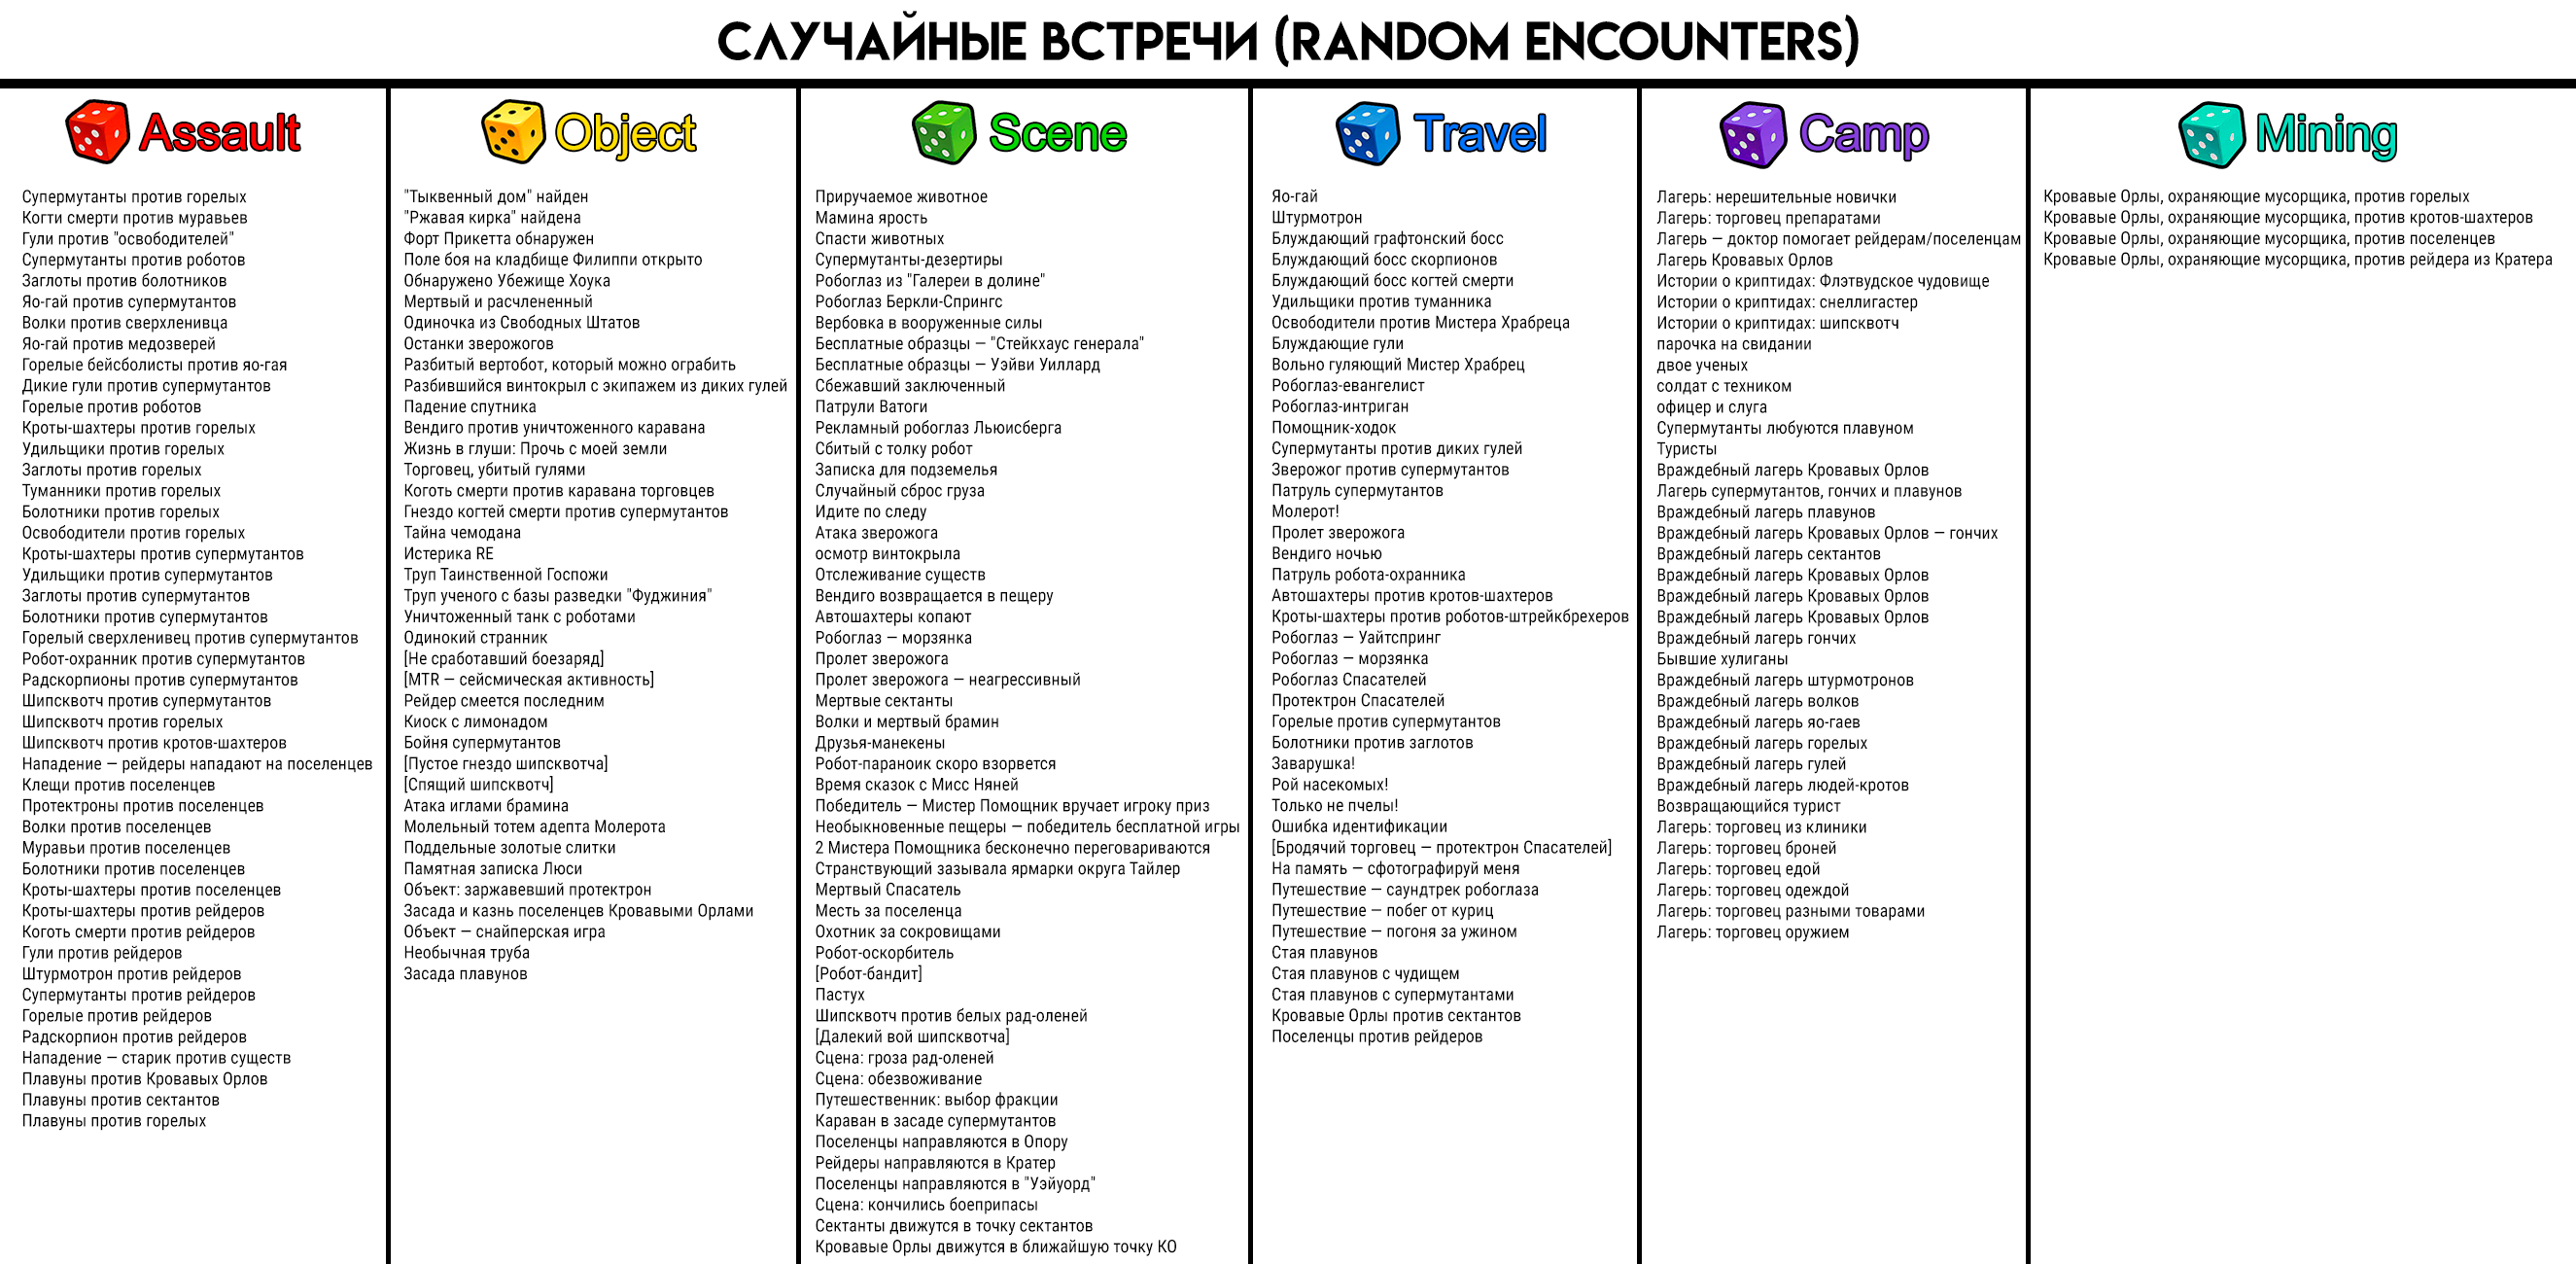 СЛУЧАЙНЫЕ ВСТРЕЧИ (RANDOM ENCOUNTERS)
Assault
Супермутанты против горелых
Когти смерти против муравьев
Гули против "освободителей"
Супермутанты против роботов
Заглоты против болотников
Яо-гай против супермутантов
Волки против сверхленивца
Яо-гай против медозверей
Горелые бейсболисты против яо-гая
Дикие гули против супермутантов
Горелые против роботов
Кроты-шахтеры против горелых
Удильщики против горелых
Заглоты против горелых
Туманники против горелых
Болотники против горелых
Освободители против горелых
Кроты-шахтеры против супермутантов
Удильщики против супермутантов
Заглоты против супермутантов
Болотники против супермутантов
Горелый сверхленивец против супермутантов
Робот-охранник против супермутантов
Радскорпионы против супермутантов
Шипсквотч против супермутантов
Шипсквотч против горелых
Шипсквотч против кротов-шахтеров
Нападение — рейдеры нападают на поселенцев
Клещи против поселенцев
Протектроны против поселенцев
Волки против поселенцев
Муравьи против поселенцев
Болотники против поселенцев
Кроты-шахтеры против поселенцев
Кроты-шахтеры против рейдеров
Коготь смерти против рейдеров
Гули против рейдеров
Штурмотрон против рейдеров
Супермутанты против рейдеров
Горелые против рейдеров
Радскорпион против рейдеров
Нападение — старик против существ
Плавуны против Кровавых Орлов
Плавуны против сектантов
Плавуны против горелых
Object
"Тыквенный дом" найден
"Ржавая кирка" найдена
Форт Прикетта обнаружен
Поле боя на кладбище Филиппи открыто
Обнаружено Убежище Хоука
Мертвый и расчлененный
Одиночка из Свободных Штатов
Останки зверожогов
Разбитый вертобот, который можно ограбить
Разбившийся винтокрыл с экипажем из диких гулей
Падение спутника
Вендиго против уничтоженного каравана
Жизнь в глуши: Прочь с моей земли
Торговец, убитый гулями
Коготь смерти против каравана торговцев
Гнездо когтей смерти против супермутантов
Тайна чемодана
Истерика RE
Труп Таинственной Госпожи
Труп ученого с базы разведки "Фуджиния"
Уничтоженный танк с роботами
Одинокий странник
[Не сработавший боезаряд]
[MTR — сейсмическая активность]
Рейдер смеется последним
Киоск с лимонадом
Бойня супермутантов
[Пустое гнездо шипсквотча]
[Спящий шипсквотч]
Атака иглами брамина
Молельный тотем адепта Молерота
Поддельные золотые слитки
Памятная записка Люси
Объект: заржавевший протектрон
Засада и казнь поселенцев Кровавыми Орлами
Объект — снайперская игра
Необычная труба
Засада плавунов
Scene
Приручаемое животное
Мамина ярость
Спасти животных
Супермутанты-дезертиры
Робоглаз из "Галереи в долине"
Робоглаз Беркли-Спрингс
Вербовка в вооруженные силы
Бесплатные образцы — "Стейкхаус генерала"
Бесплатные образцы — Уэйви Уиллард
Сбежавший заключенный
Патрули Ватоги
Рекламный робоглаз Льюисберга
Сбитый с толку робот
Записка для подземелья
Случайный сброс груза
Идите по следу
Атака зверожога
осмотр винтокрыла
Отслеживание существ
Вендиго возвращается в пещеру
Автошахтеры копают
Робоглаз — морзянка
Пролет зверожога
Пролет зверожога — неагрессивный
Мертвые сектанты
Волки и мертвый брамин
Друзья-манекены
Робот-параноик скоро взорвется
Время сказок с Мисс Няней
Победитель — Мистер Помощник вручает игроку приз
Необыкновенные пещеры — победитель бесплатной игры
2 Мистера Помощника бесконечно переговариваются
Странствующий зазывала ярмарки округа Тайлер
Мертвый Спасатель
Месть за поселенца
Охотник за сокровищами
Робот-оскорбитель
[Робот-бандит]
Пастух
Шипсквотч против белых рад-оленей
[Далекий вой шипсквотча]
Сцена: гроза рад-оленей
Сцена: обезвоживание
Путешественник: выбор фракции
Караван в засаде супермутантов
Поселенцы направляются в Опору
Рейдеры направляются в Кратер
Поселенцы направляются в "Уэйуорд"
Сцена: кончились боеприпасы
Сектанты движутся в точку сектантов
Кровавые Орлы движутся в ближайшую точку КО
Travel
Яо-гай
Штурмотрон
Блуждающий графтонский босс
Блуждающий босс скорпионов
Блуждающий босс когтей смерти
Удильщики против туманника
Освободители против Мистера Храбреца
Блуждающие гули
Вольно гуляющий Мистер Храбрец
Робоглаз-евангелист
Робоглаз-интриган
Помощник-ходок
Супермутанты против диких гулей
Зверожог против супермутантов
Патруль супермутантов
Молерот!
Пролет зверожога
Вендиго ночью
Патруль робота-охранника
Автошахтеры против кротов-шахтеров
Кроты-шахтеры против роботов-штрейкбрехеров
Робоглаз — Уайтспринг
Робоглаз — морзянка
Робоглаз Спасателей
Протектрон Спасателей
Горелые против супермутантов
Болотники против заглотов
Заварушка!
Рой насекомых!
Только не пчелы!
Ошибка идентификации
[Бродячий торговец — протектрон Спасателей]
На память — сфотографируй меня
Путешествие — саундтрек робоглаза
Путешествие — побег от куриц
Путешествие — погоня за ужином
Стая плавунов
Стая плавунов с чудищем
Стая плавунов с супермутантами
Кровавые Орлы против сектантов
Поселенцы против рейдеров
Camp
Лагерь: нерешительные новички
Лагерь: торговец препаратами
Лагерь — доктор помогает рейдерам/поселенцам
Лагерь Кровавых Орлов
Истории о криптидах: Флэтвудское чудовище
Истории о криптидах: снеллигастер
Истории о криптидах: шипсквотч
парочка на свидании
двое ученых
солдат с техником
офицер и слуга
Супермутанты любуются плавуном
Туристы
Враждебный лагерь Кровавых Орлов
Лагерь супермутантов, гончих и плавунов
Враждебный лагерь плавунов
Враждебный лагерь Кровавых Орлов — гончих
Враждебный лагерь сектантов
Враждебный лагерь Кровавых Орлов
Враждебный лагерь Кровавых Орлов
Враждебный лагерь Кровавых Орлов
Враждебный лагерь гончих
Бывшие хулиганы
Враждебный лагерь штурмотронов
Враждебный лагерь волков
Враждебный лагерь яо-гаев
Враждебный лагерь горелых
Враждебный лагерь гулей
Враждебный лагерь людей-кротов
Возвращающийся турист
Лагерь: торговец из клиники
Лагерь: торговец броней
Лагерь: торговец едой
Лагерь: торговец одеждой
Лагерь: торговец разными товарами
Лагерь: торговец оружием
Mining
Кровавые Орлы, охраняющие мусорщика, против горелых
Кровавые Орлы, охраняющие мусорщика, против кротов-шахтеров
Кровавые Орлы, охраняющие мусорщика, против поселенцев
Кровавые Орлы, охраняющие мусорщика, против рейдера из Кратера